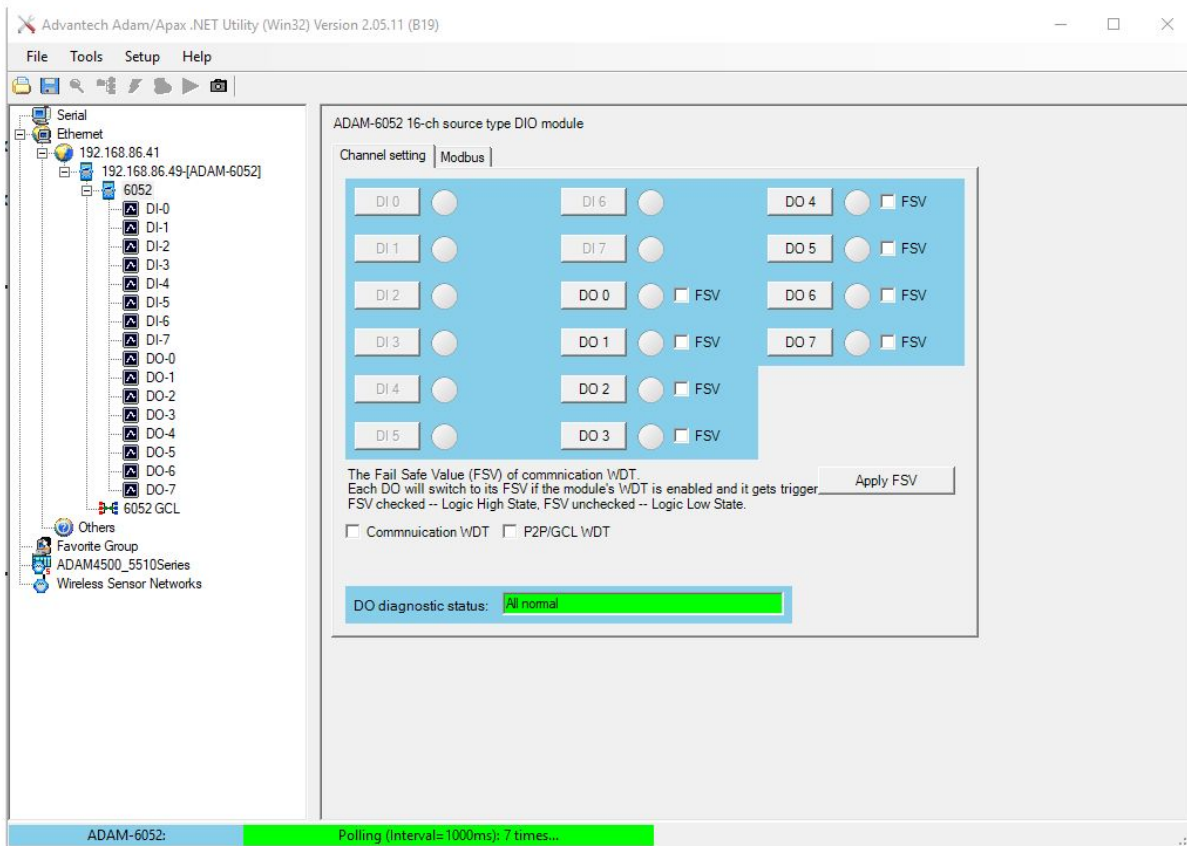 Advantech Adam/Apax .NET Utility (Win32) Version 2.05.11 (B19)
File Tools Setup Help
Serial
Ethernet
192.168.86.41
192.168.86.49-[ADAM-6052]
6052
DI-0
DI-1
DI-2
DI-3
DI-4
DI-5
DI-6
DI-7
DO-0
DO-1
DO-2
DO-3
DO-4
DO-5
DO-6
DO-7
6052 GCL
Others
Favorite Group
ADAM4500_5510Series
Wireless Sensor Networks
ADAM-6052 16-ch source type DIO module
Channel setting Modbus
DI 0 DI 6 DO 4 FSV
DI 1 DI 7 DO 5 FSV
DI 2 DO 0 FSV DO 6 FSV
DI 3 DO 1 FSV DO 7 FSV
DI 4 DO 2 FSV
DI 5 DO 3 FSV
The Fail Safe Value (FSV) of commnication WDT.
Each DO will switch to its FSV if the module's WDT is enabled and it gets trigger
FSV checked -- Logic High State, FSV unchecked -- Logic Low State.
Apply FSV
Commnuication WDT P2P/GCL WDT
DO diagnostic status: All normal
ADAM-6052: Polling (Interval=1000ms): 7 times...